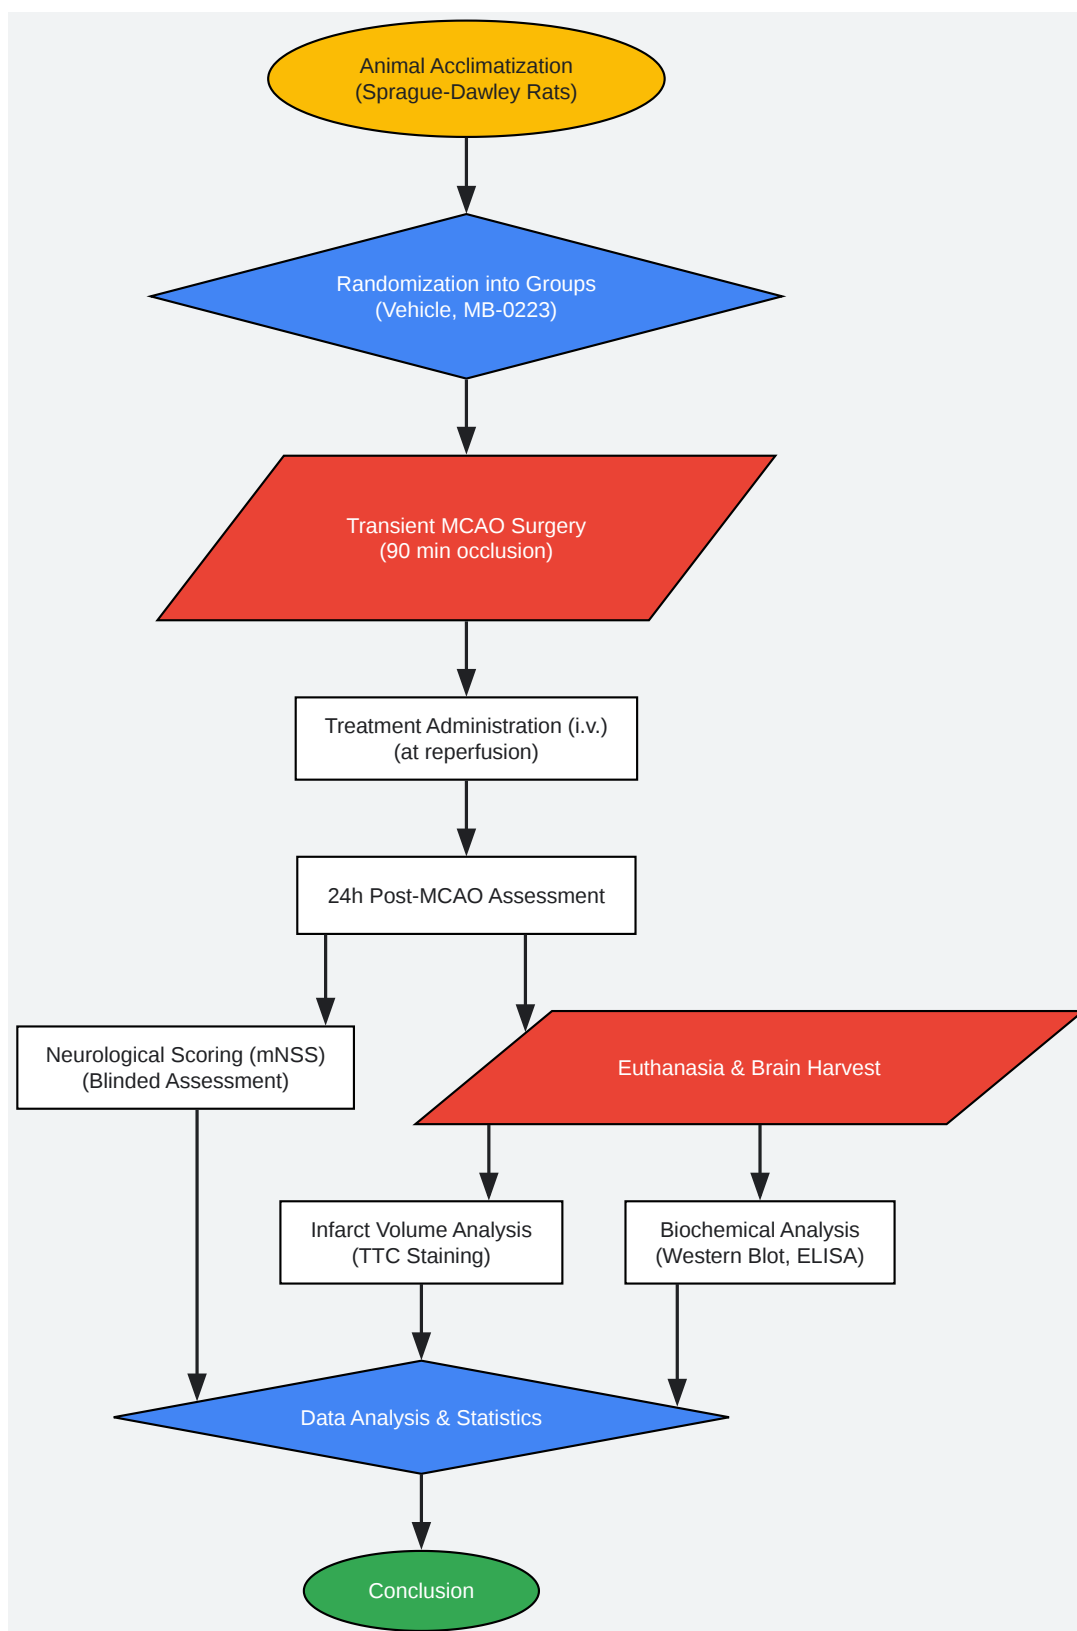 Animal Acclimatization
(Sprague-Dawley Rats)
Randomization into Groups
(Vehicle, MB-0223)
Transient MCAO Surgery
(90 min occlusion)
Treatment Administration (i.v.)
(at reperfusion)
24h Post-MCAO Assessment
Neurological Scoring (mNSS)
(Blinded Assessment)
Euthanasia & Brain Harvest
Infarct Volume Analysis
(TTC Staining)
Biochemical Analysis
(Western Blot, ELISA)
Data Analysis & Statistics
Conclusion